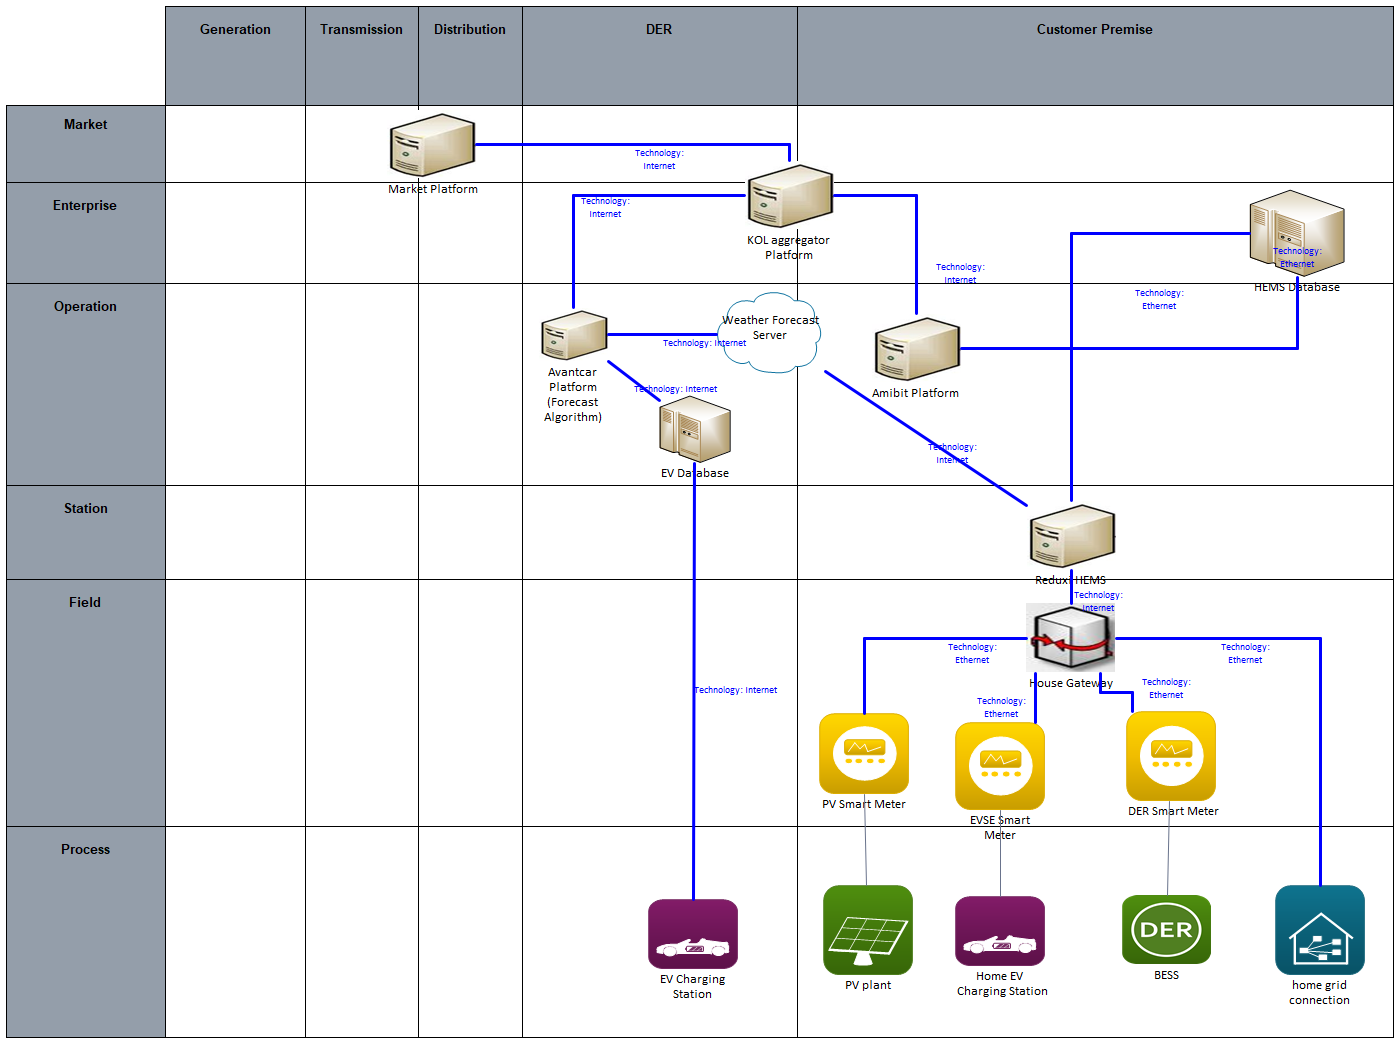 Generation
Transmission
Distribution
DER
Customer Premise
Market
Technology:
Internet
Market Platform
Enterprise
Technology:
Internet
KOL aggregator
Platform
Technology:
Internet
Technology:
Ethernet
HEMS Database
Technology:
Ethernet
Operation
Weather Forecast
Server
Technology: Internet
Avantcar
Platform
(Forecast
Algorithm)
Technology: Internet
Amibit Platform
EV Database
Technology:
Internet
Station
Redux HEMS
Field
Technology:
Internet
Technology:
Ethernet
Technology:
Ethernet
House Gateway
Technology:
Ethernet
Technology:
Ethernet
Technology: Internet
PV Smart Meter
EVSE Smart
Meter
DER Smart Meter
Process
DER
EV Charging
Station
PV plant
Home EV
Charging Station
BESS
home grid
connection